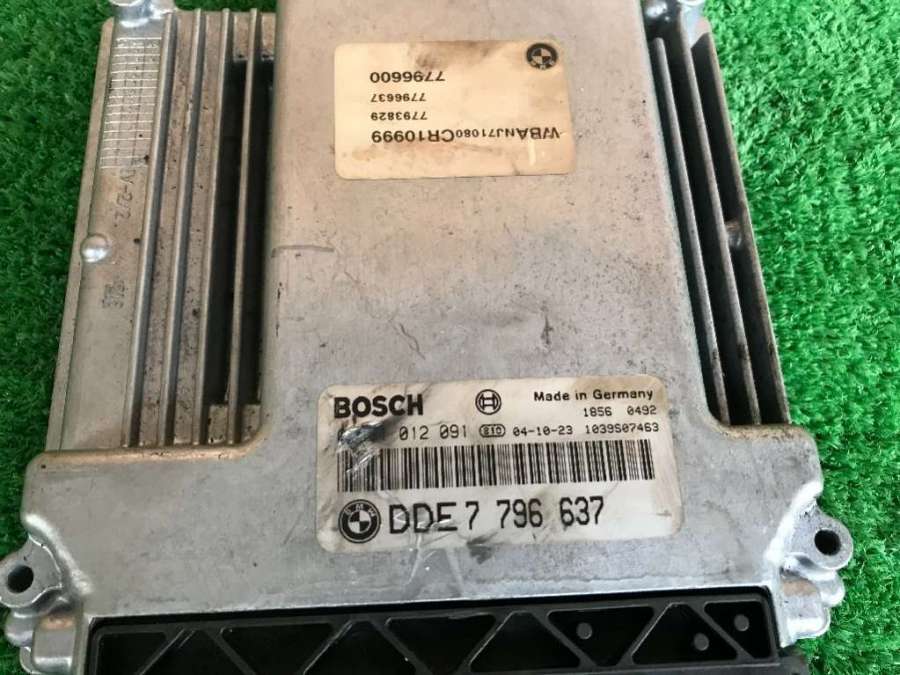 7796600
7796637
7793829
WBANJ71080CR10999
BOSCH
Made in Germany
1856 0492
012 091 04-10-23 1039S07463
BMW
DDE 7 796 637